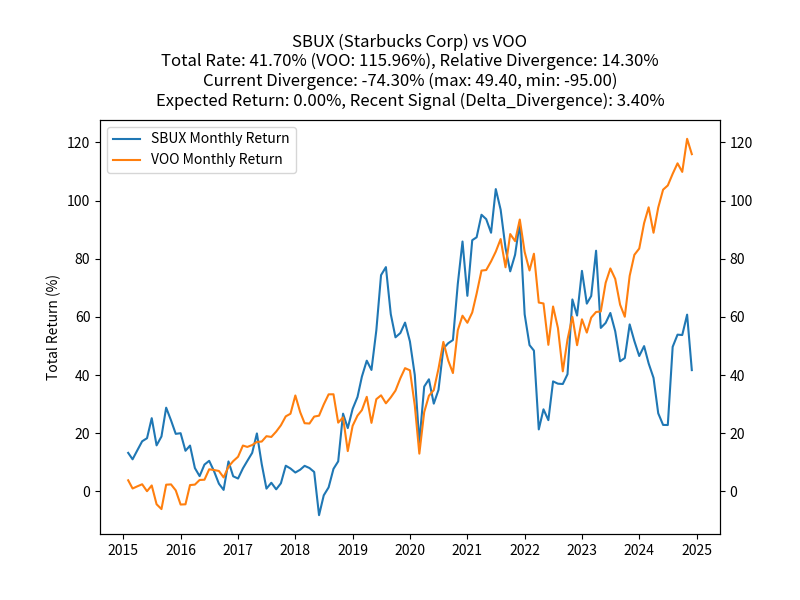 SBUX (Starbucks Corp) vs VOO
Total Rate: 41.70% (VOO: 115.96%), Relative Divergence: 14.30%
Current Divergence: -74.30% (max: 49.40, min: -95.00)
Expected Return: 0.00%, Recent Signal (Delta_Divergence): 3.40%
SBUX Monthly Return
VOO Monthly Return
Total Return (%)
120
100
80
60
40
20
0
120
100
80
60
40
20
0
2015 2016 2017 2018 2019 2020 2021 2022 2023 2024 2025